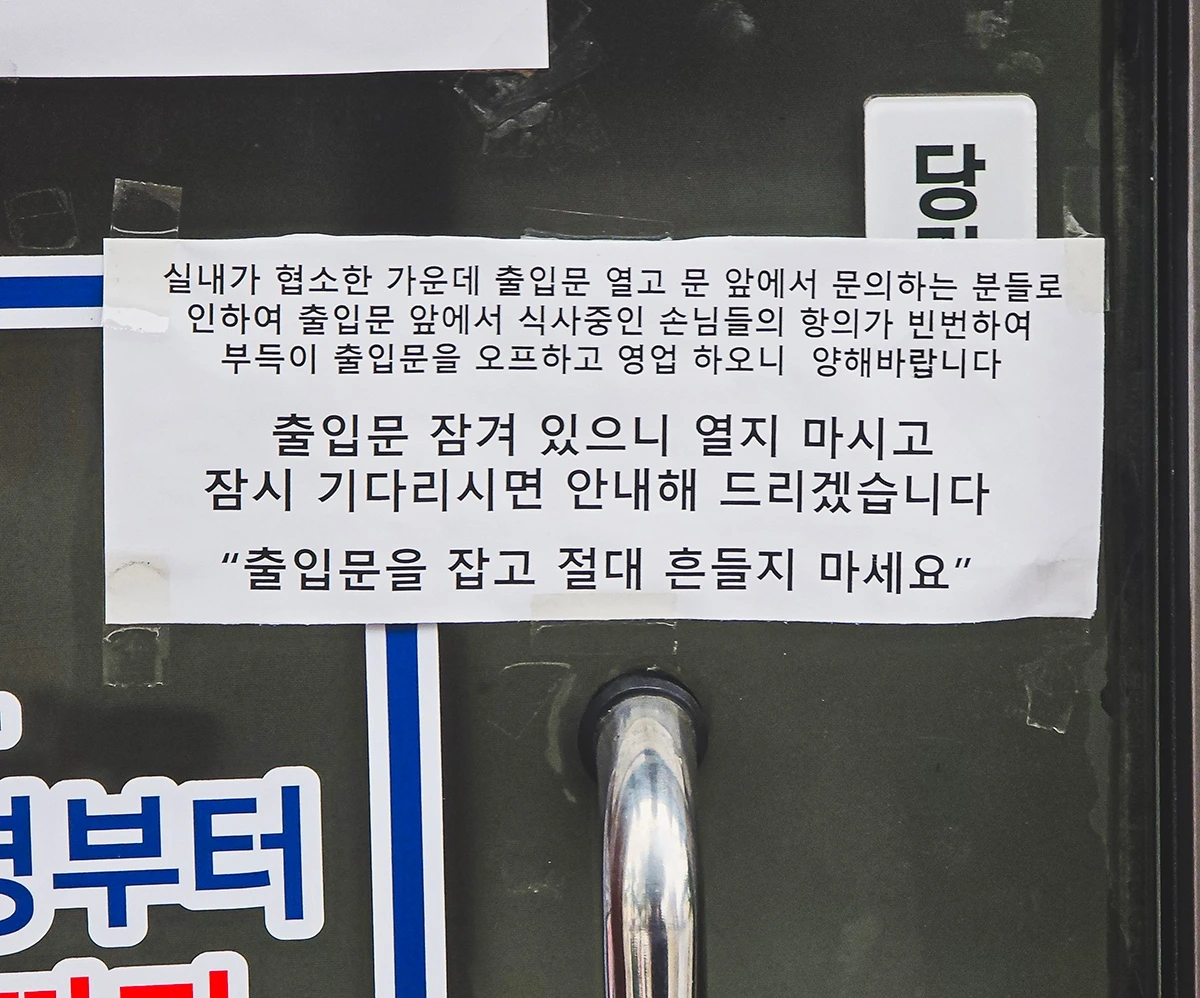 당
실내가 협소한 가운데 출입문 열고 문 앞에서 문의하는 분들로
인하여 출입문 앞에서 식사중인 손님들의 항의가 빈번하여
부득이 출입문을 오프하고 영업 하오니 양해바랍니다
출입문 잠겨 있으니 열지 마시고
잠시 기다리시면 안내해 드리겠습니다
“출입문을 잡고 절대 흔들지 마세요”
부터